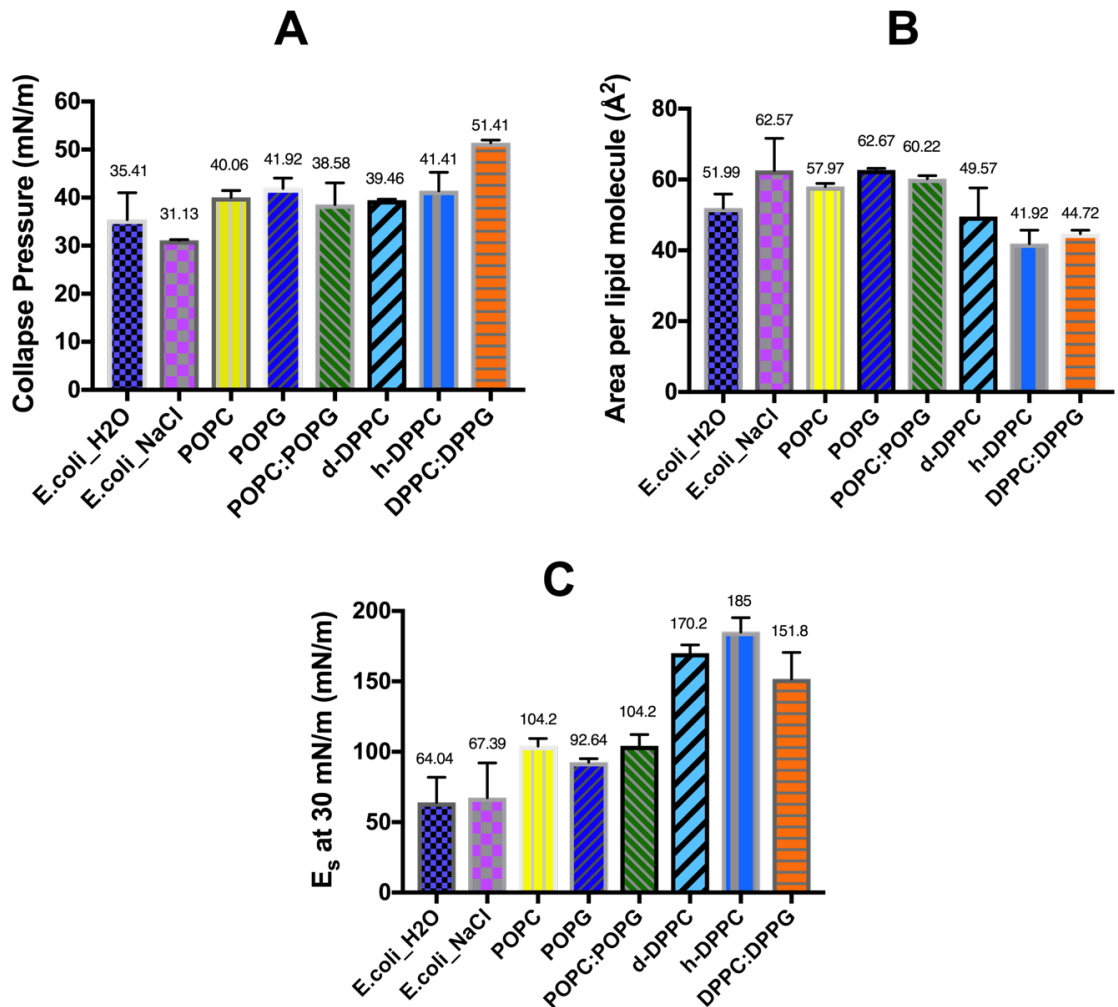 A
Collapse Pressure (mN/m)
60
50
40
30
20
10
0
35.41
31.13
40.06
41.92
38.58
39.46
41.41
51.41
E.coli_H2O
E.coli_NaCl
POPC
POPG
POPC:POPG
d-DPPC
h-DPPC
DPPC:DPPG
B
Area per lipid molecule (Å²)
80
60
40
20
0
51.99
62.57
57.97
62.67
60.22
49.57
41.92
44.72
E.coli_H2O
E.coli_NaCl
POPC
POPG
POPC:POPG
d-DPPC
h-DPPC
DPPC:DPPG
C
Es at 30 mN/m (mN/m)
200
150
100
50
0
64.04
67.39
104.2
92.64
104.2
170.2
185
151.8
E.coli_H2O
E.coli_NaCl
POPC
POPG
POPC:POPG
d-DPPC
h-DPPC
DPPC:DPPG